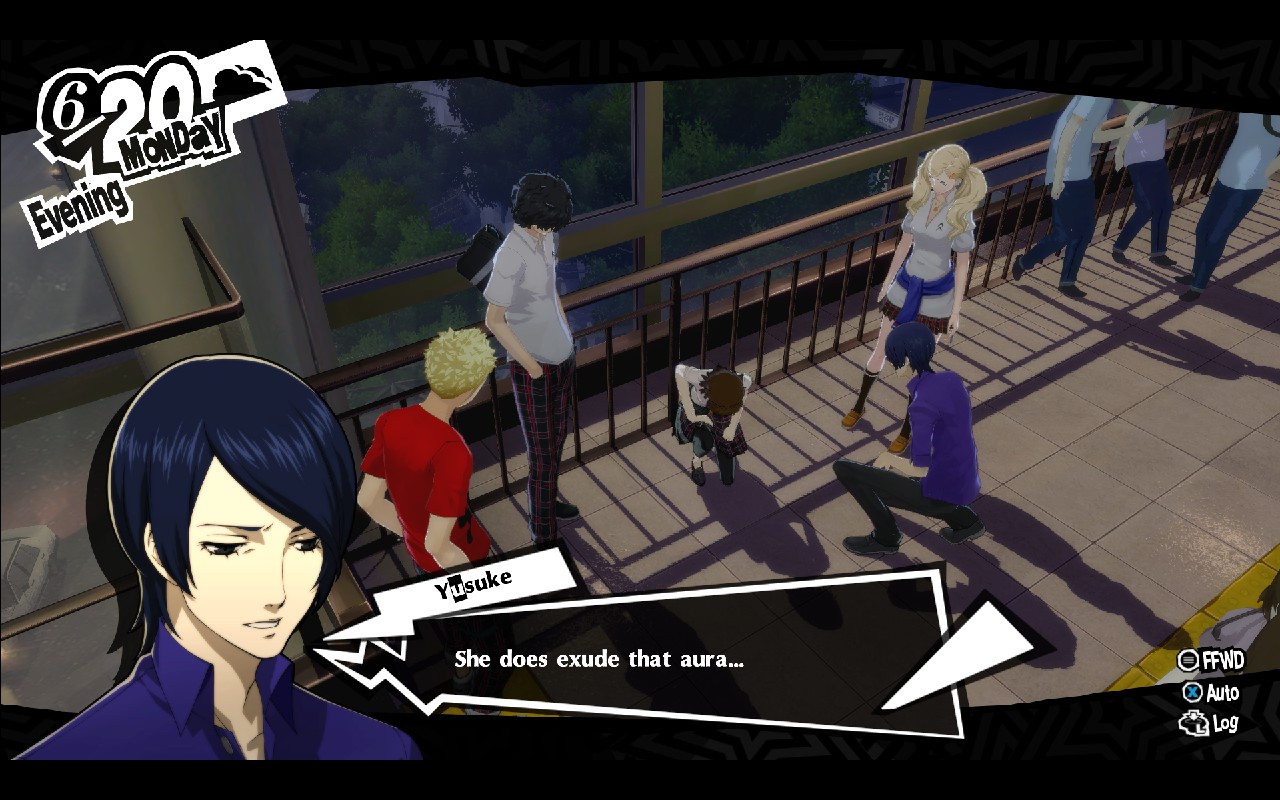 6/20
MONDAY
Evening
Yusuke
She does exude that aura...
FFWD
Auto
Log